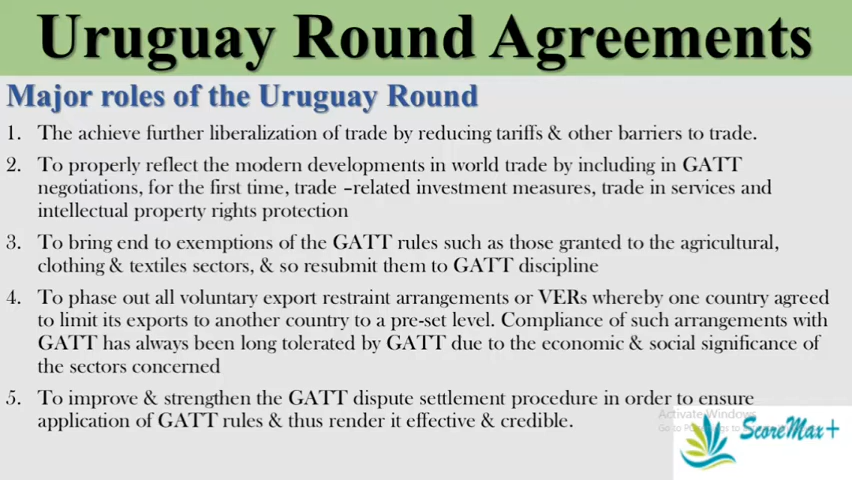 Uruguay Round Agreements
Major roles of the Uruguay Round
1. The achieve further liberalization of trade by reducing tariffs & other barriers to trade.
2. To properly reflect the modern developments in world trade by including in GATT
negotiations, for the first time, trade –related investment measures, trade in services and
intellectual property rights protection
3. To bring end to exemptions of the GATT rules such as those granted to the agricultural,
clothing & textiles sectors, & so resubmit them to GATT discipline
4. To phase out all voluntary export restraint arrangements or VERs whereby one country agreed
to limit its exports to another country to a pre-set level. Compliance of such arrangements with
GATT has always been long tolerated by GATT due to the economic & social significance of
the sectors concerned
5. To improve & strengthen the GATT dispute settlement procedure in order to ensure
application of GATT rules & thus render it effective & credible.
Activate Windows
Go to
ScoreMax+